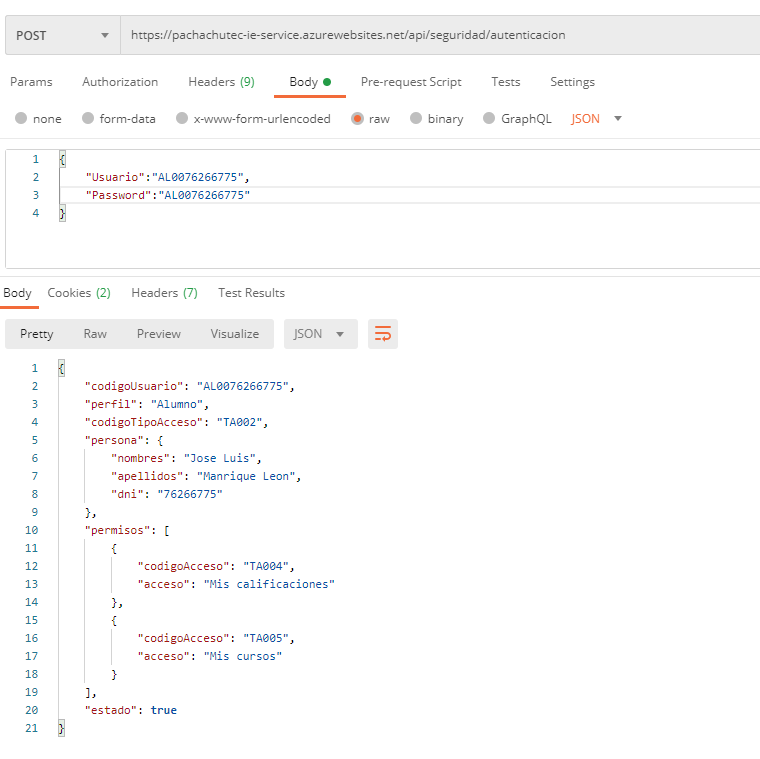 POST https://pachachutec-ie-service.azurewebsites.net/api/seguridad/autenticacion
Params Authorization Headers (9) Body Pre-request Script Tests Settings
none form-data x-www-form-urlencoded raw binary GraphQL JSON
1 {
2 "Usuario":"AL0076266775",
3 "Password":"AL0076266775"
4 }
Body Cookies (2) Headers (7) Test Results
Pretty Raw Preview Visualize JSON
1 {
2 "codigoUsuario": "AL0076266775",
3 "perfil": "Alumno",
4 "codigoTipoAcceso": "TA002",
5 "persona": {
6 "nombres": "Jose Luis",
7 "apellidos": "Manrique Leon",
8 "dni": "76266775"
9 },
10 "permisos": [
11 {
12 "codigoAcceso": "TA004",
13 "acceso": "Mis calificaciones"
14 },
15 {
16 "codigoAcceso": "TA005",
17 "acceso": "Mis cursos"
18 }
19 ],
20 "estado": true
21 }